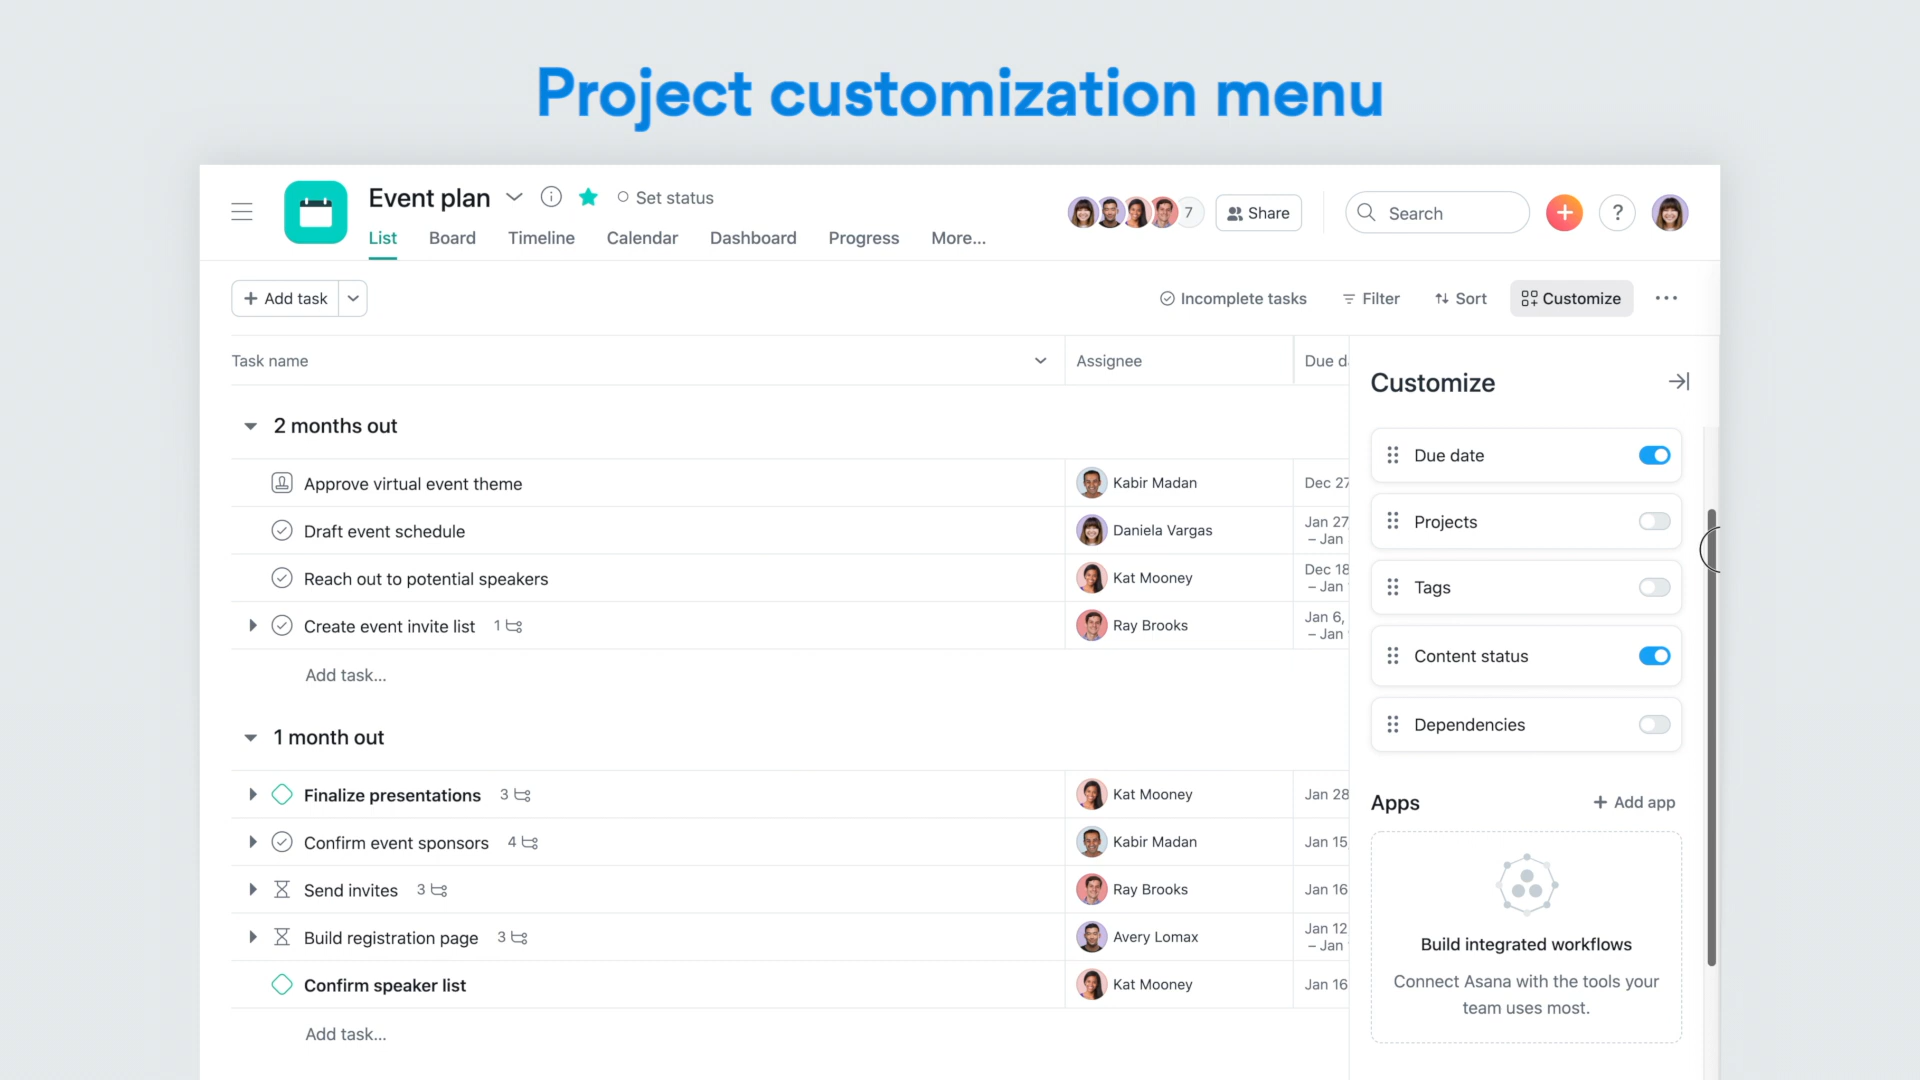 Project customization menu
Event plan
Set status
List Board Timeline Calendar Dashboard Progress More...
7
Share
Search
?
Add task
Incomplete tasks Filter Sort Customize
Task name Assignee Due d
Customize
2 months out
Approve virtual event theme Kabir Madan Dec 27
Draft event schedule Daniela Vargas Jan 27
– Jan
Reach out to potential speakers Kat Mooney Dec 18
– Jan
Create event invite list 1 Ray Brooks Jan 6,
– Jan
Add task...
1 month out
Finalize presentations 3 Kat Mooney Jan 28
Confirm event sponsors 4 Kabir Madan Jan 15
Send invites 3 Ray Brooks Jan 16
Build registration page 3 Avery Lomax Jan 12
– Jan
Confirm speaker list Kat Mooney Jan 16
Add task...
Due date
Projects
Tags
Content status
Dependencies
Apps + Add app
Build integrated workflows
Connect Asana with the tools your
team uses most.